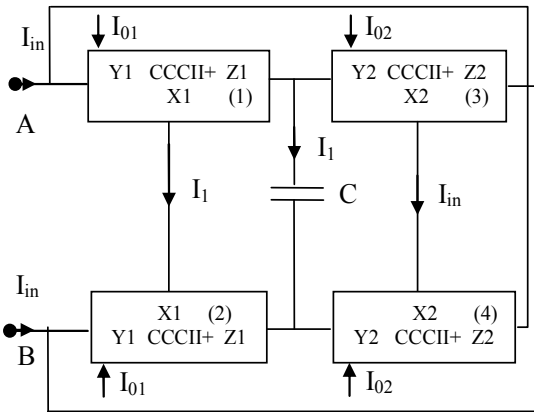 I01
I02
Iin
Y1 CCCII+ Z1
X1 (1)
Y2 CCCII+ Z2
X2 (3)
A
I1
I1
C
Iin
Iin
X1 (2)
Y1 CCCII+ Z1
X2 (4)
Y2 CCCII+ Z2
B
I01
I02